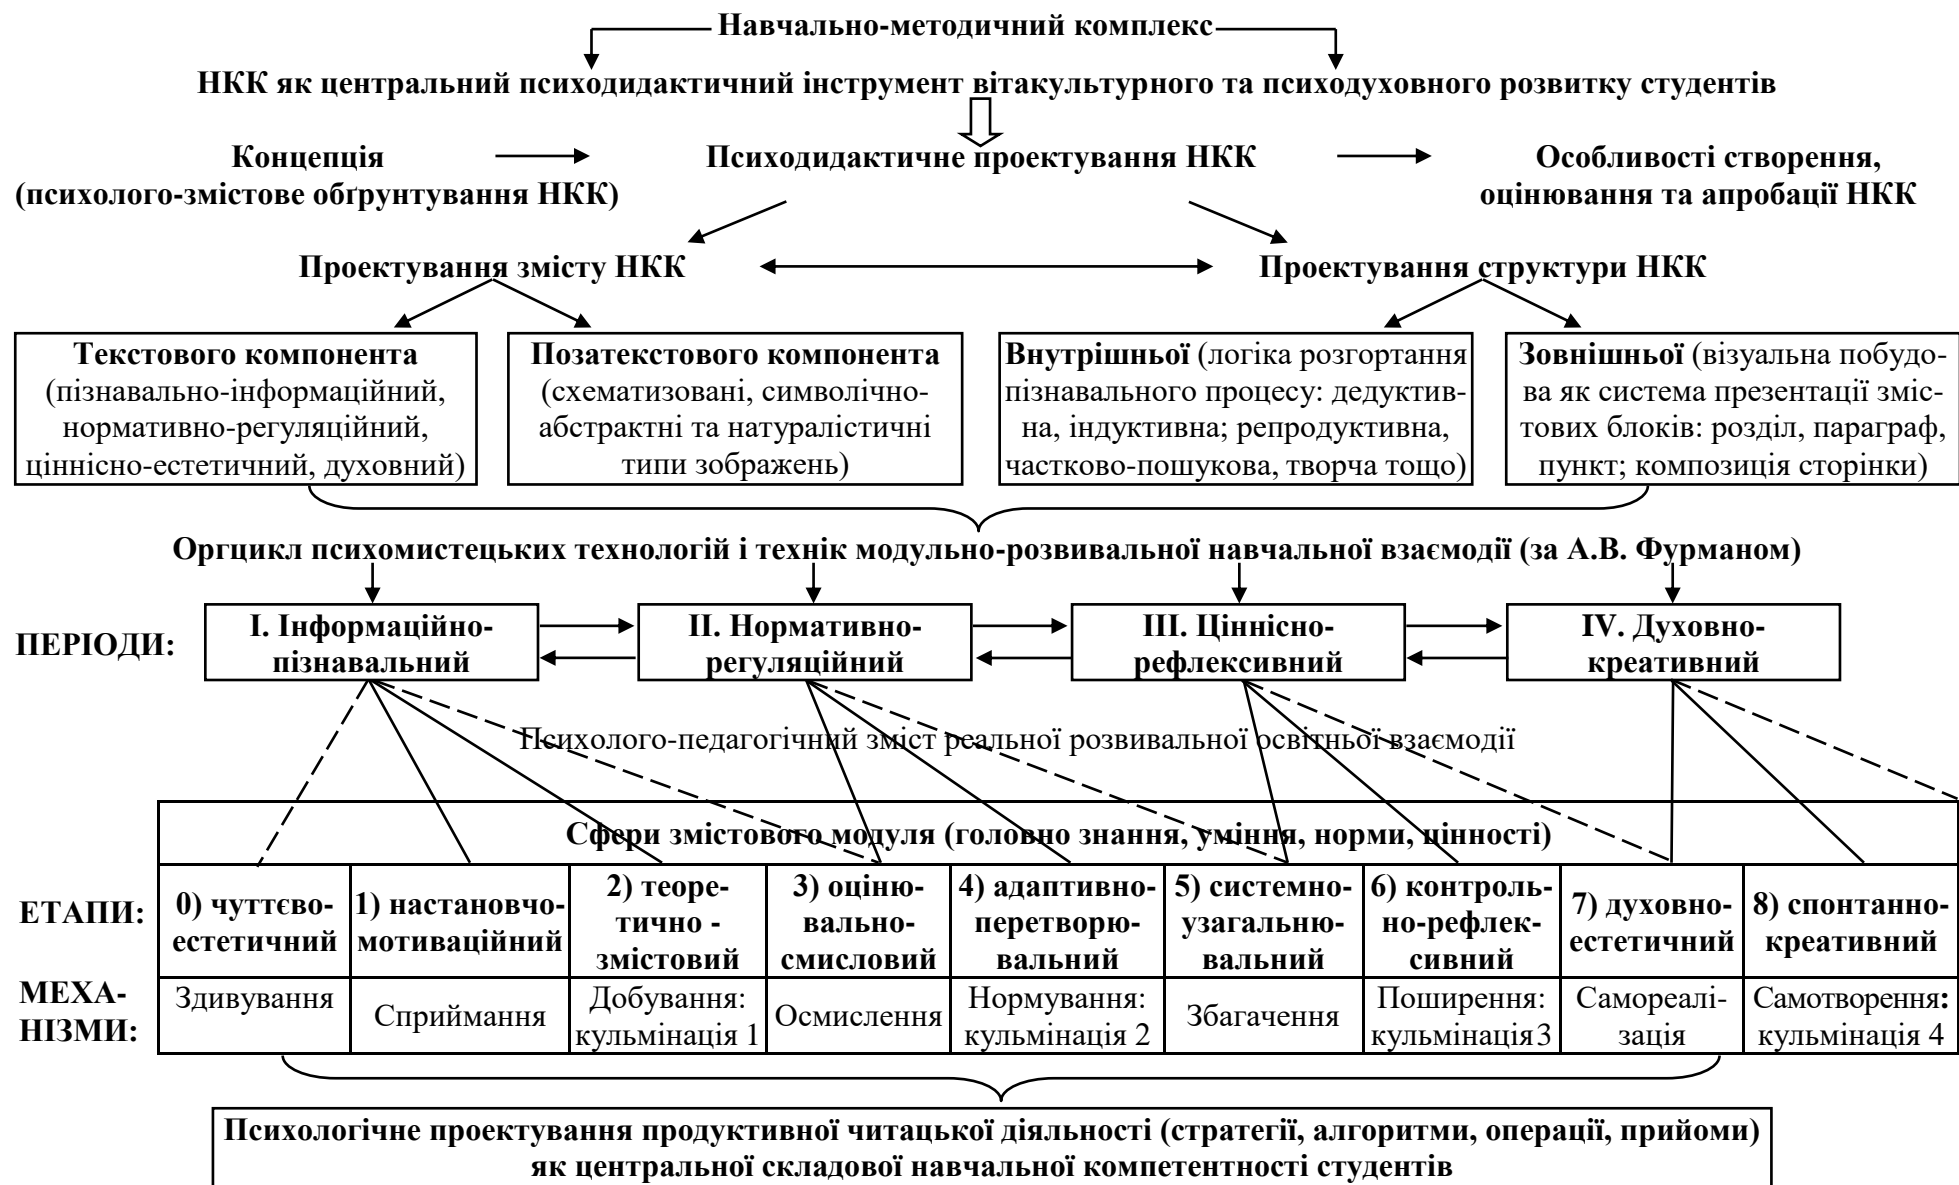 Навчально-методичний комплекс
НКК як центральний психодидактичний інструмент вітакультурного та психодуховного розвитку студентів
Концепція
(психолого-змістове обґрунтування НКК)
Психодидактичне проектування НКК
Особливості створення,
оцінювання та апробації НКК
Проектування змісту НКК
Проектування структури НКК
Текстового компонента
(пізнавально-інформаційний,
нормативно-регуляційний,
ціннісно-естетичний, духовний)
Позатекстового компонента
(схематизовані, символічно-
абстрактні та натуралістичні
типи зображень)
Внутрішньої (логіка розгортання
пізнавального процесу: дедуктив-
на, індуктивна; репродуктивна,
частково-пошукова, творча тощо)
Зовнішньої (візуальна побудо-
ва як система презентації зміс-
тових блоків: розділ, параграф,
пункт; композиція сторінки)
Оргцикл психомистецьких технологій і технік модульно-розвивальної навчальної взаємодії (за А.В. Фурманом)
ПЕРІОДИ:
І. Інформаційно-
пізнавальний
ІІ. Нормативно-
регуляційний
ІІІ. Ціннісно-
рефлексивний
IV. Духовно-
креативний
Психолого-педагогічний зміст реальної розвивальної освітньої взаємодії
Сфери змістового модуля (головно знання, уміння, норми, цінності)
ЕТАПИ:
0) чуттєво-
естетичний
1) настановчо-
мотиваційний
2) теоре-
тично -
змістовий
3) оціню-
вально-
смисловий
4) адаптивно-
перетворю-
вальний
5) системно-
узагальню-
вальний
6) контроль-
но-рефлек-
сивний
7) духовно-
естетичний
8) спонтанно-
креативний
МЕХА-
НІЗМИ:
Здивування
Сприймання
Добування:
кульмінація 1
Осмислення
Нормування:
кульмінація 2
Збагачення
Поширення:
кульмінація 3
Самореалі-
зація
Самотворення:
кульмінація 4
Психологічне проектування продуктивної читацької діяльності (стратегії, алгоритми, операції, прийоми)
як центральної складової навчальної компетентності студентів